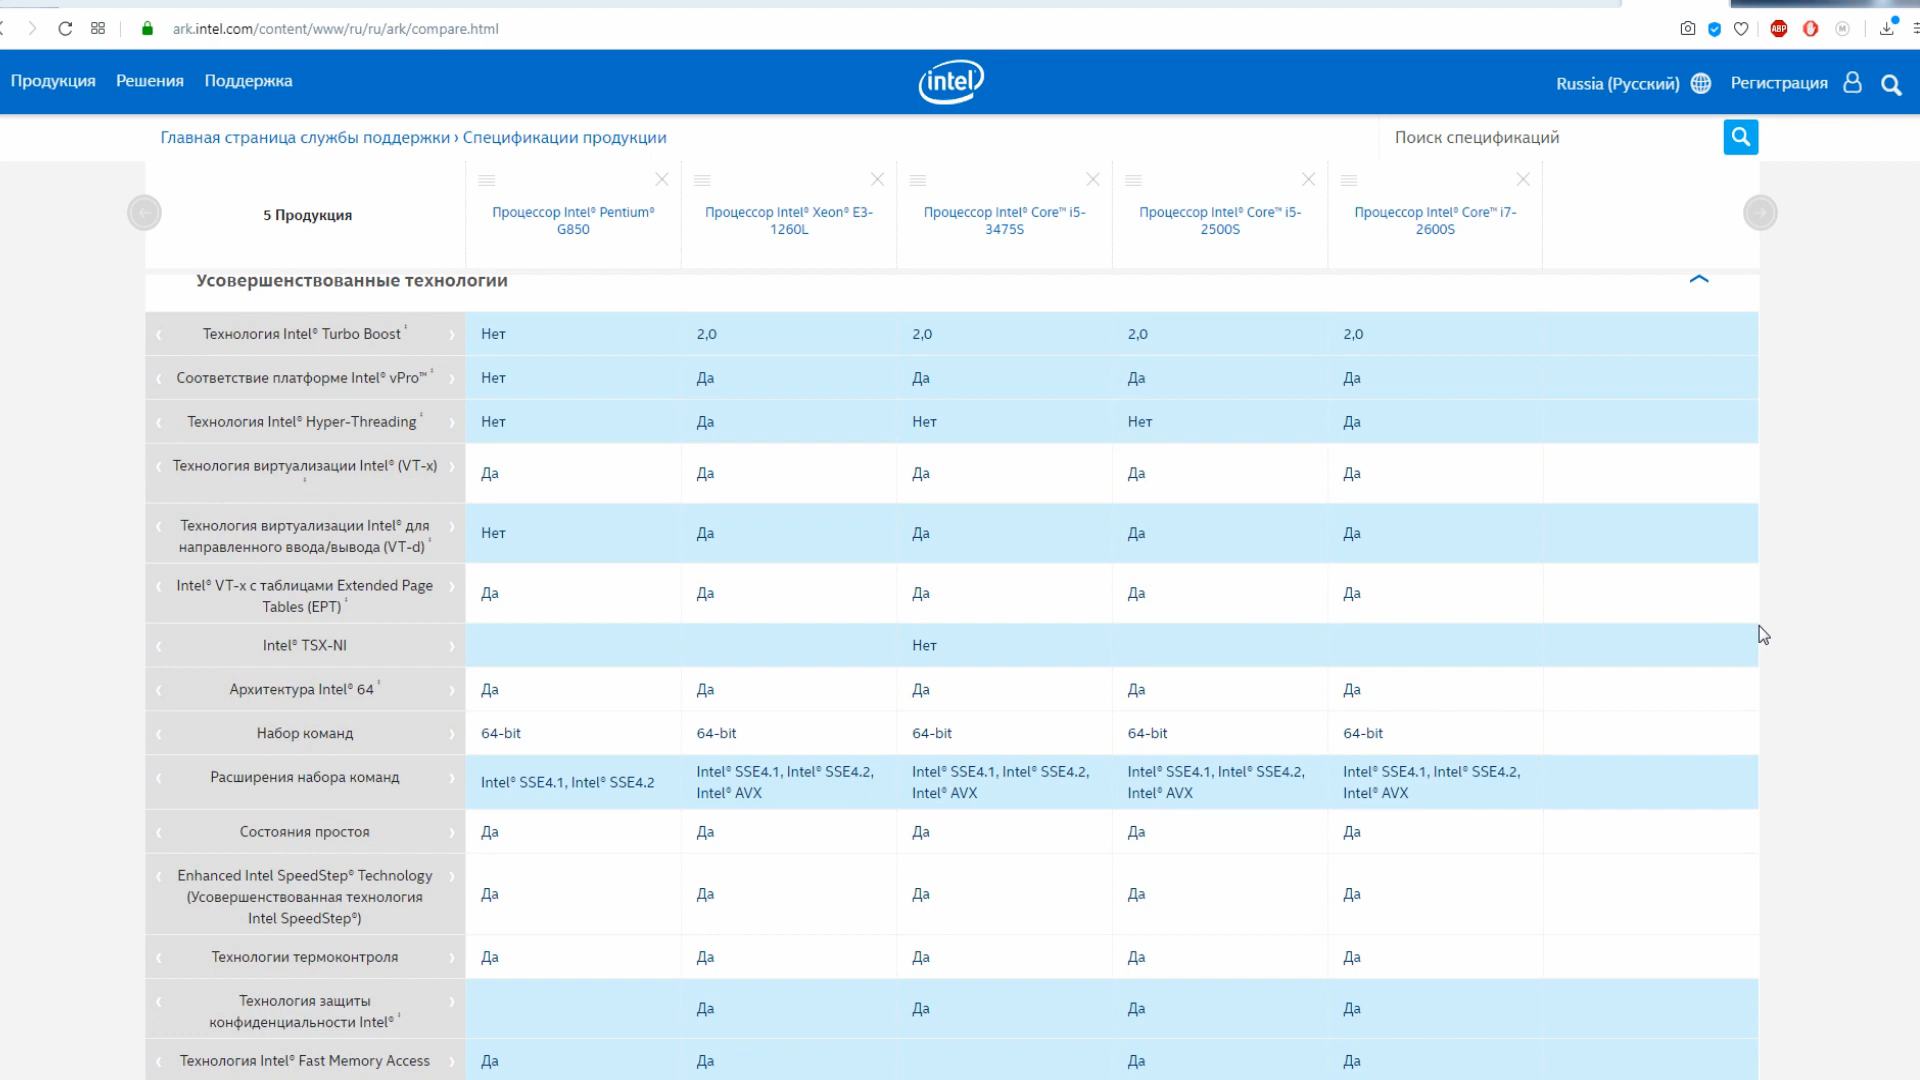 ark.intel.com/content/www/ru/ru/ark/compare.html
ABP
M
Продукция Решения Поддержка
intel
Russia (Русский) Регистрация
Главная страница службы поддержки › Спецификации продукции
Поиск спецификаций
5 Продукция
Процессор Intel® Pentium®
G850
Процессор Intel® Xeon® E3-
1260L
Процессор Intel® Core™ i5-
3475S
Процессор Intel® Core™ i5-
2500S
Процессор Intel® Core™ i7-
2600S
Усовершенствованные технологии
Технология Intel® Turbo Boost ‡ Нет 2,0 2,0 2,0 2,0
Соответствие платформе Intel® vPro™ ‡ Нет Да Да Да Да
Технология Intel® Hyper-Threading ‡ Нет Да Нет Нет Да
Технология виртуализации Intel® (VT-x)
‡
Да Да Да Да Да
Технология виртуализации Intel® для
направленного ввода/вывода (VT-d) ‡
Нет Да Да Да Да
Intel® VT-x с таблицами Extended Page
Tables (EPT) ‡
Да Да Да Да Да
Intel® TSX-NI Нет
Архитектура Intel® 64 ‡ Да Да Да Да Да
Набор команд 64-bit 64-bit 64-bit 64-bit 64-bit
Расширения набора команд
Intel® SSE4.1, Intel® SSE4.2
Intel® SSE4.1, Intel® SSE4.2,
Intel® AVX
Intel® SSE4.1, Intel® SSE4.2,
Intel® AVX
Intel® SSE4.1, Intel® SSE4.2,
Intel® AVX
Intel® SSE4.1, Intel® SSE4.2,
Intel® AVX
Состояния простоя Да Да Да Да Да
Enhanced Intel SpeedStep® Technology
(Усовершенствованная технология
Intel SpeedStep®)
Да Да Да Да Да
Технологии термоконтроля Да Да Да Да Да
Технология защиты
конфиденциальности Intel® ‡
Да Да Да Да
Технология Intel® Fast Memory Access Да Да Да Да